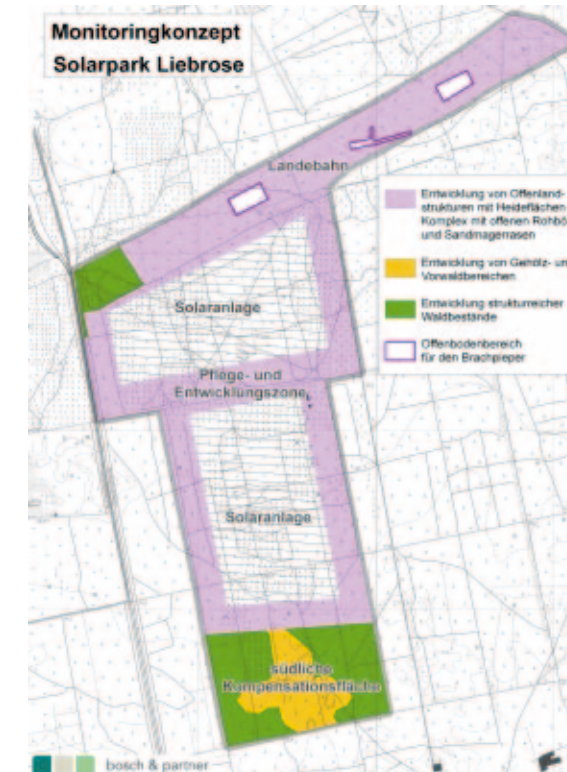 Monitoringkonzept
Solarpark Liebrose
Landebahn
Entwicklung von Offenland-
strukturen mit Heideflächen
Komplex mit offenen Rohbö
und Sandmagerrasen
Entwicklung von Gehölz- un
Vorwaldbereichen
Entwicklung strukturreicher
Waldbestände
Offenbodenbereich
für den Brachpieper
Solaranlage
Pflege- und
Entwicklungszone
Solaranlage
südliche
Kompensationsfläche
bosch & partner